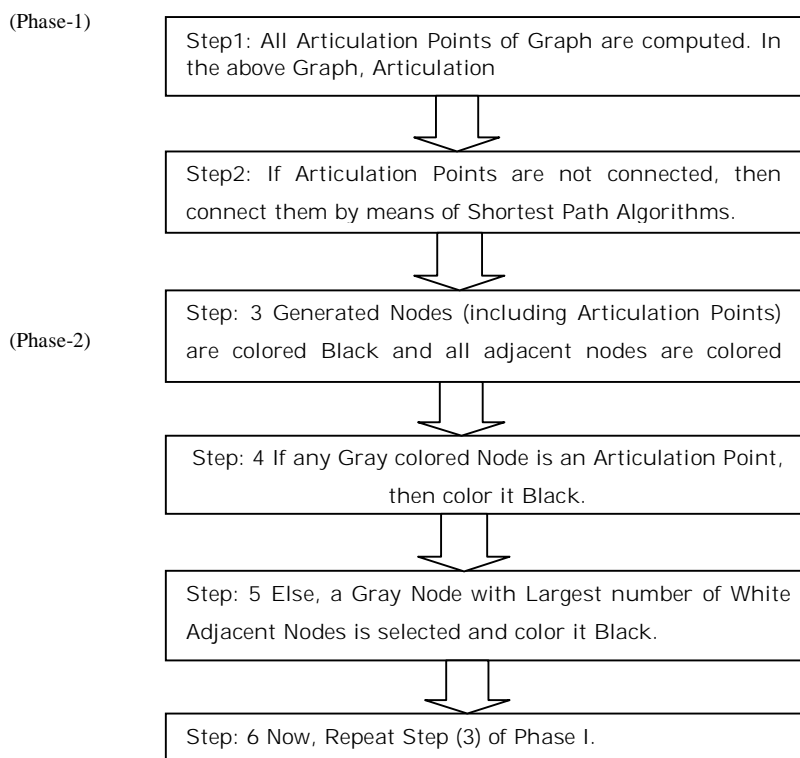 (Phase-1)
Step1: All Articulation Points of Graph are computed. In
the above Graph, Articulation
Step2: If Articulation Points are not connected, then
connect them by means of Shortest Path Algorithms.
Step: 3 Generated Nodes (including Articulation Points)
(Phase-2)
are colored Black and all adjacent nodes are colored
Step: 4 If any Gray colored Node is an Articulation Point,
then color it Black.
Step: 5 Else, a Gray Node with Largest number of White
Adjacent Nodes is selected and color it Black.
Step: 6 Now, Repeat Step (3) of Phase I.